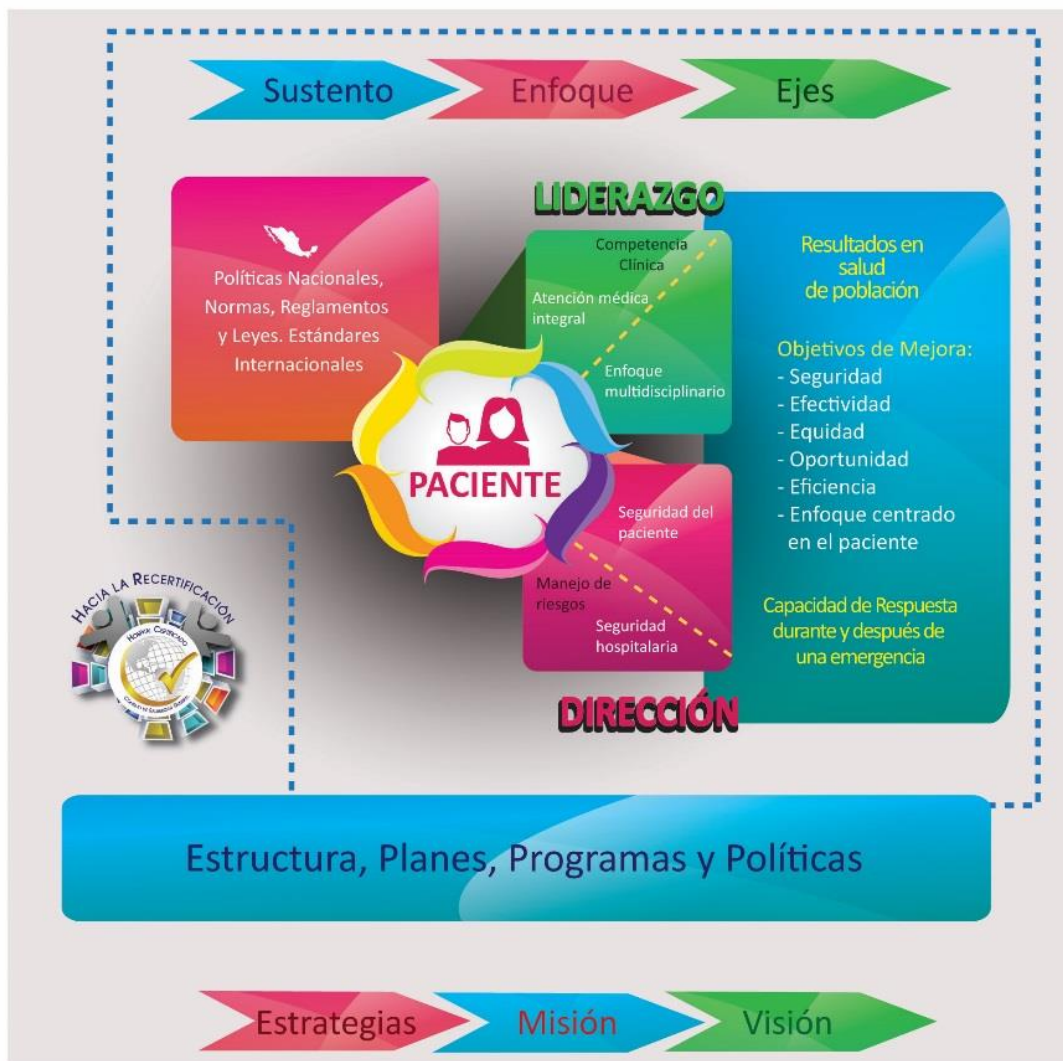 Sustento
Enfoque
Ejes
Políticas Nacionales,
Normas, Reglamentos
y Leyes. Estándares
Internacionales
LIDERAZGO
Competencia
Clínica
Atención médica
integral
Enfoque
multidisciplinario
PACIENTE
Seguridad del
paciente
Manejo de
riesgos
Seguridad
hospitalaria
DIRECCIÓN
Resultados en
salud
de población
Objetivos de Mejora:
- Seguridad
- Efectividad
- Equidad
- Oportunidad
- Eficiencia
- Enfoque centrado
en el paciente
Capacidad de Respuesta
durante y después de
una emergencia
HACIA LA RECERTIFICACIÓN
HOSPITAL CERTIFICADO
Estructura, Planes, Programas y Políticas
Estrategias
Misión
Visión